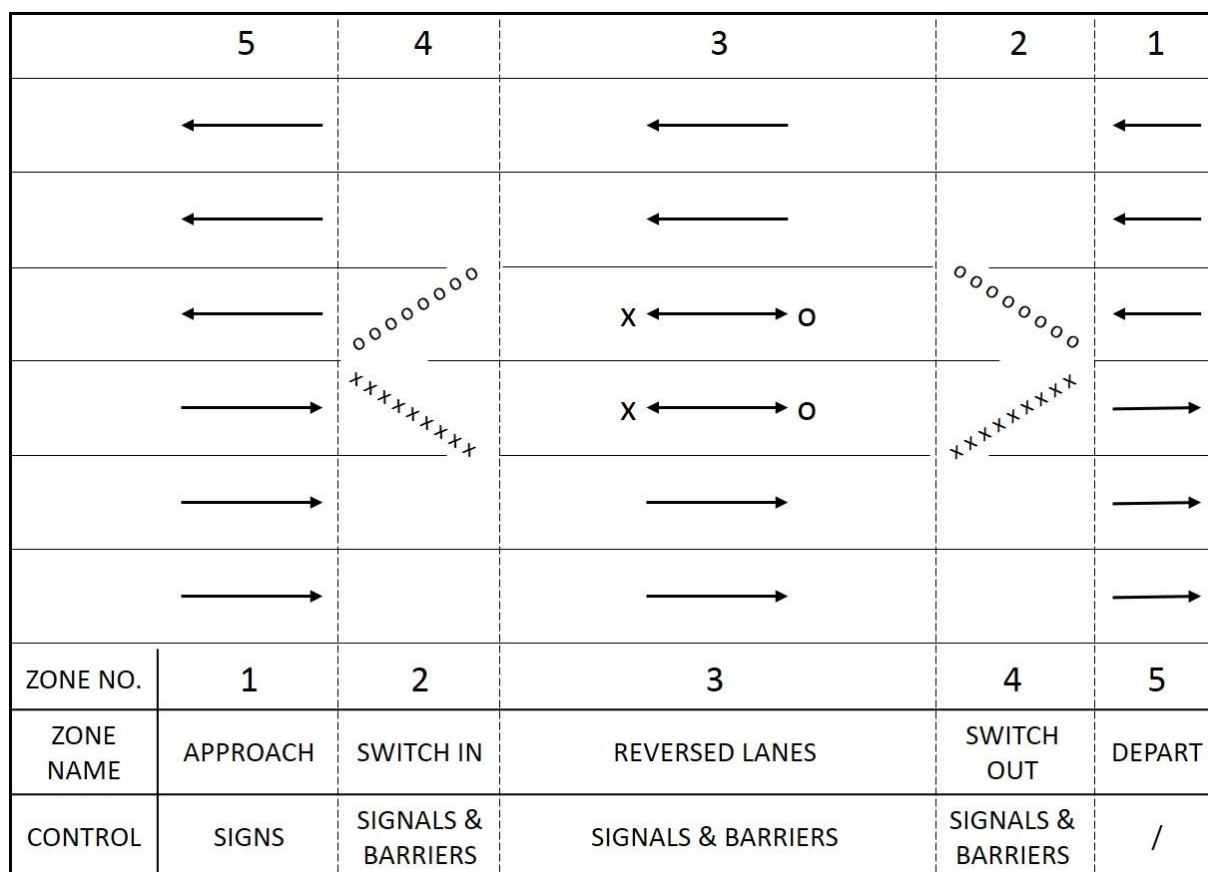 5 4 3 2 1
o o o o o o o o o o o o o o o o
X O
x x x x x x x x x X O x x x x x x x x x
ZONE NO. 1 2 3 4 5
ZONE NAME APPROACH SWITCH IN REVERSED LANES SWITCH OUT DEPART
CONTROL SIGNS SIGNALS & BARRIERS SIGNALS & BARRIERS SIGNALS & BARRIERS /